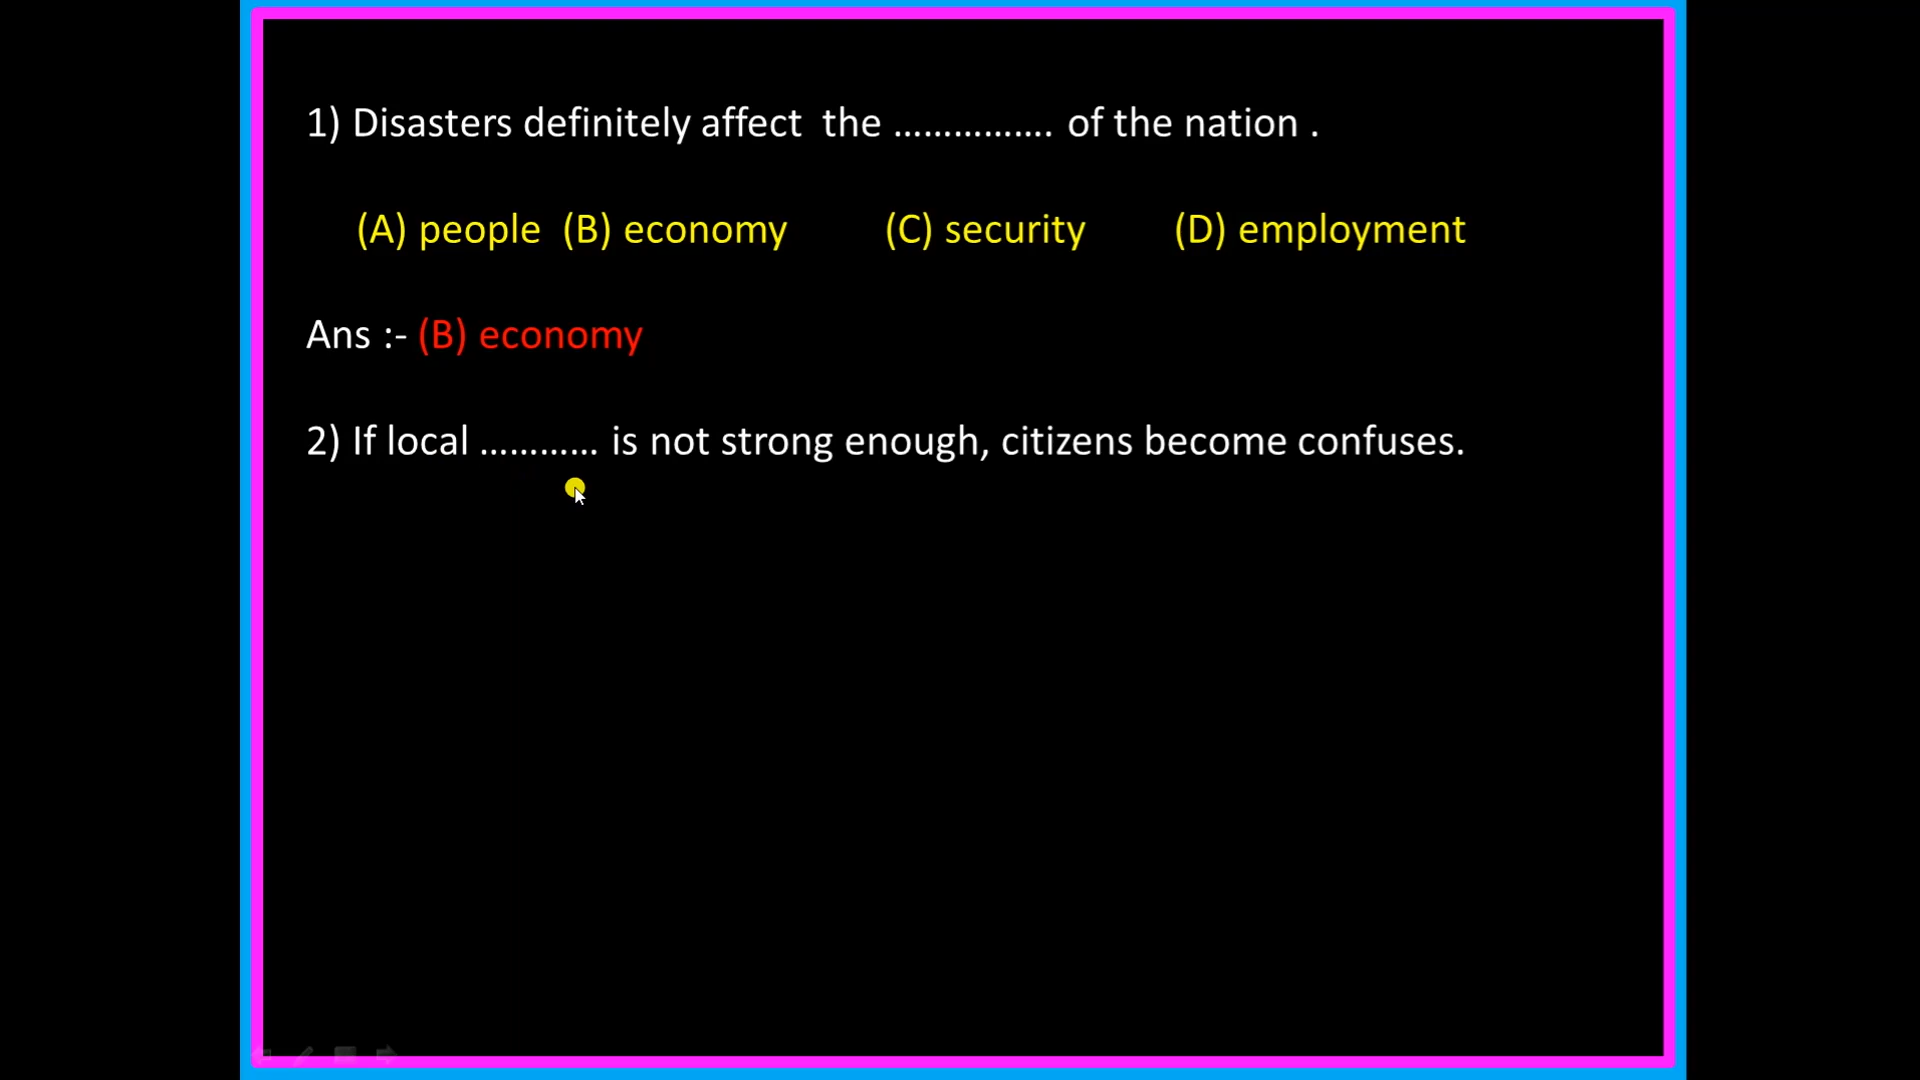 1) Disasters definitely affect the ................ of the nation .
(A) people (B) economy (C) security (D) employment
Ans :- (B) economy
2) If local ............ is not strong enough, citizens become confuses.